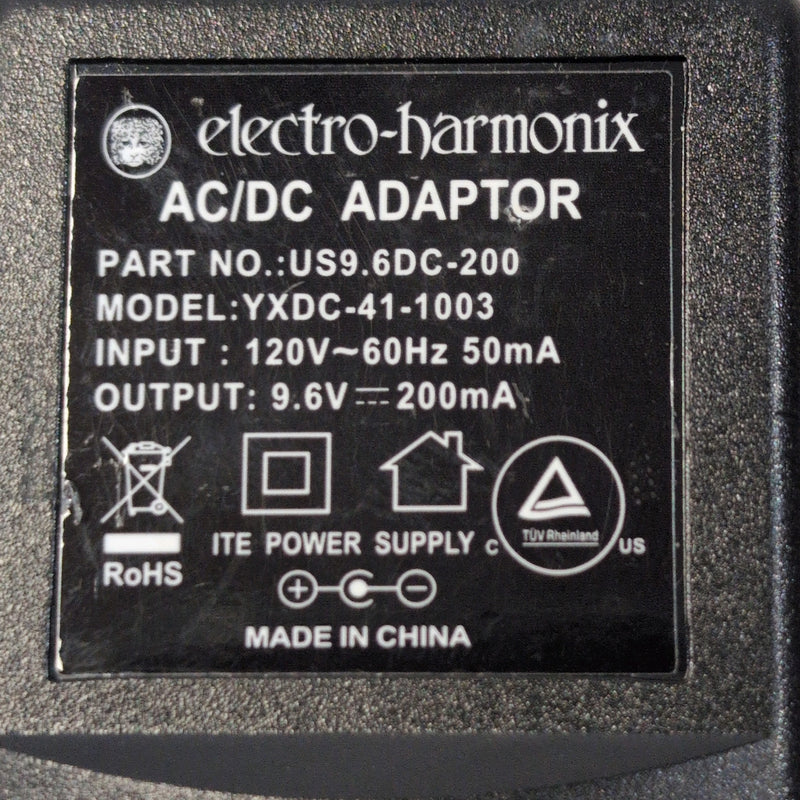 electro-harmonix
AC/DC ADAPTOR
PART NO.:US9.6DC-200
MODEL:YXDC-41-1003
INPUT : 120V~60Hz 50mA
OUTPUT: 9.6V ⎓ 200mA
RoHS
ITE POWER SUPPLY
c TÜV Rheinland US
MADE IN CHINA